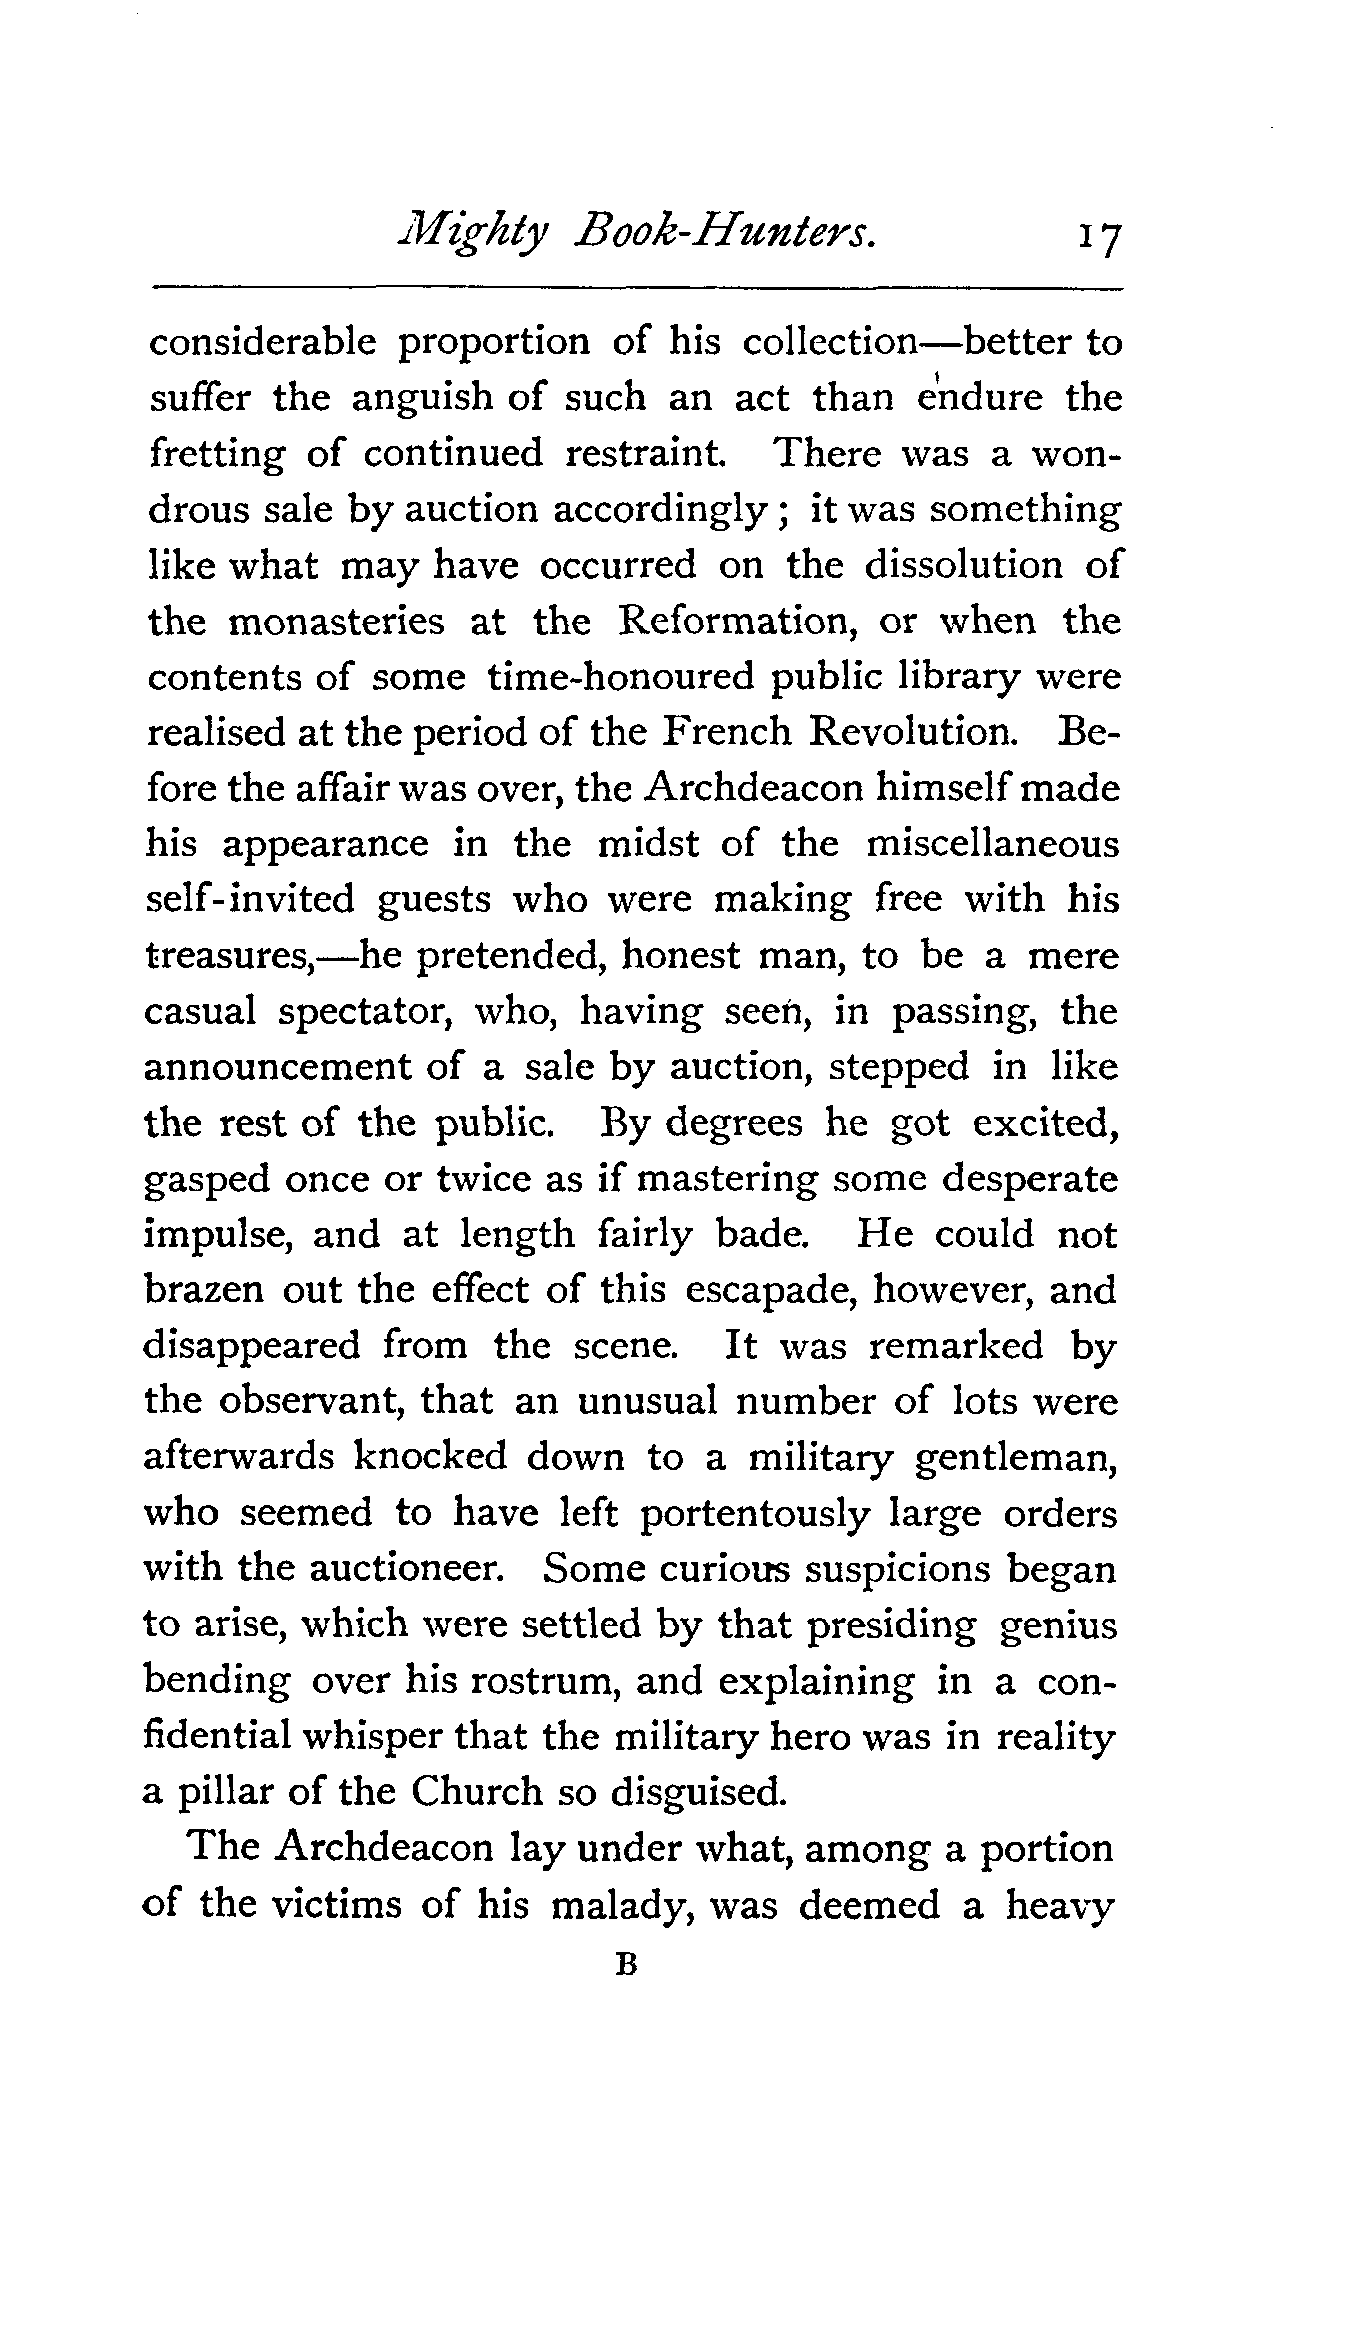 Mighty Book-Hunters. 17
considerable proportion of his collection—better to
suffer the anguish of such an act than endure the
fretting of continued restraint. There was a won-
drous sale by auction accordingly; it was something
like what may have occurred on the dissolution of
the monasteries at the Reformation, or when the
contents of some time-honoured public library were
realised at the period of the French Revolution. Be-
fore the affair was over, the Archdeacon himself made
his appearance in the midst of the miscellaneous
self-invited guests who were making free with his
treasures,—he pretended, honest man, to be a mere
casual spectator, who, having seen, in passing, the
announcement of a sale by auction, stepped in like
the rest of the public. By degrees he got excited,
gasped once or twice as if mastering some desperate
impulse, and at length fairly bade. He could not
brazen out the effect of this escapade, however, and
disappeared from the scene. It was remarked by
the observant, that an unusual number of lots were
afterwards knocked down to a military gentleman,
who seemed to have left portentously large orders
with the auctioneer. Some curious suspicions began
to arise, which were settled by that presiding genius
bending over his rostrum, and explaining in a con-
fidential whisper that the military hero was in reality
a pillar of the Church so disguised.
The Archdeacon lay under what, among a portion
of the victims of his malady, was deemed a heavy
B